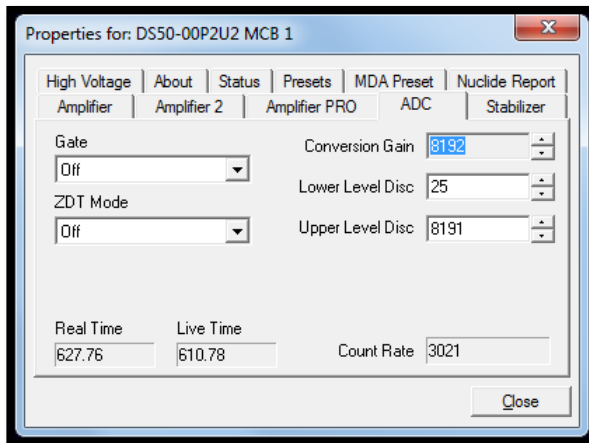 Properties for: DS50-00P2U2 MCB 1
x
High Voltage About Status Presets MDA Preset Nuclide Report
Amplifier Amplifier 2 Amplifier PRO ADC Stabilizer
Gate
Off
ZDT Mode
Off
Conversion Gain 8192
Lower Level Disc 25
Upper Level Disc 8191
Real Time Live Time
627.76 610.78
Count Rate 3021
Close